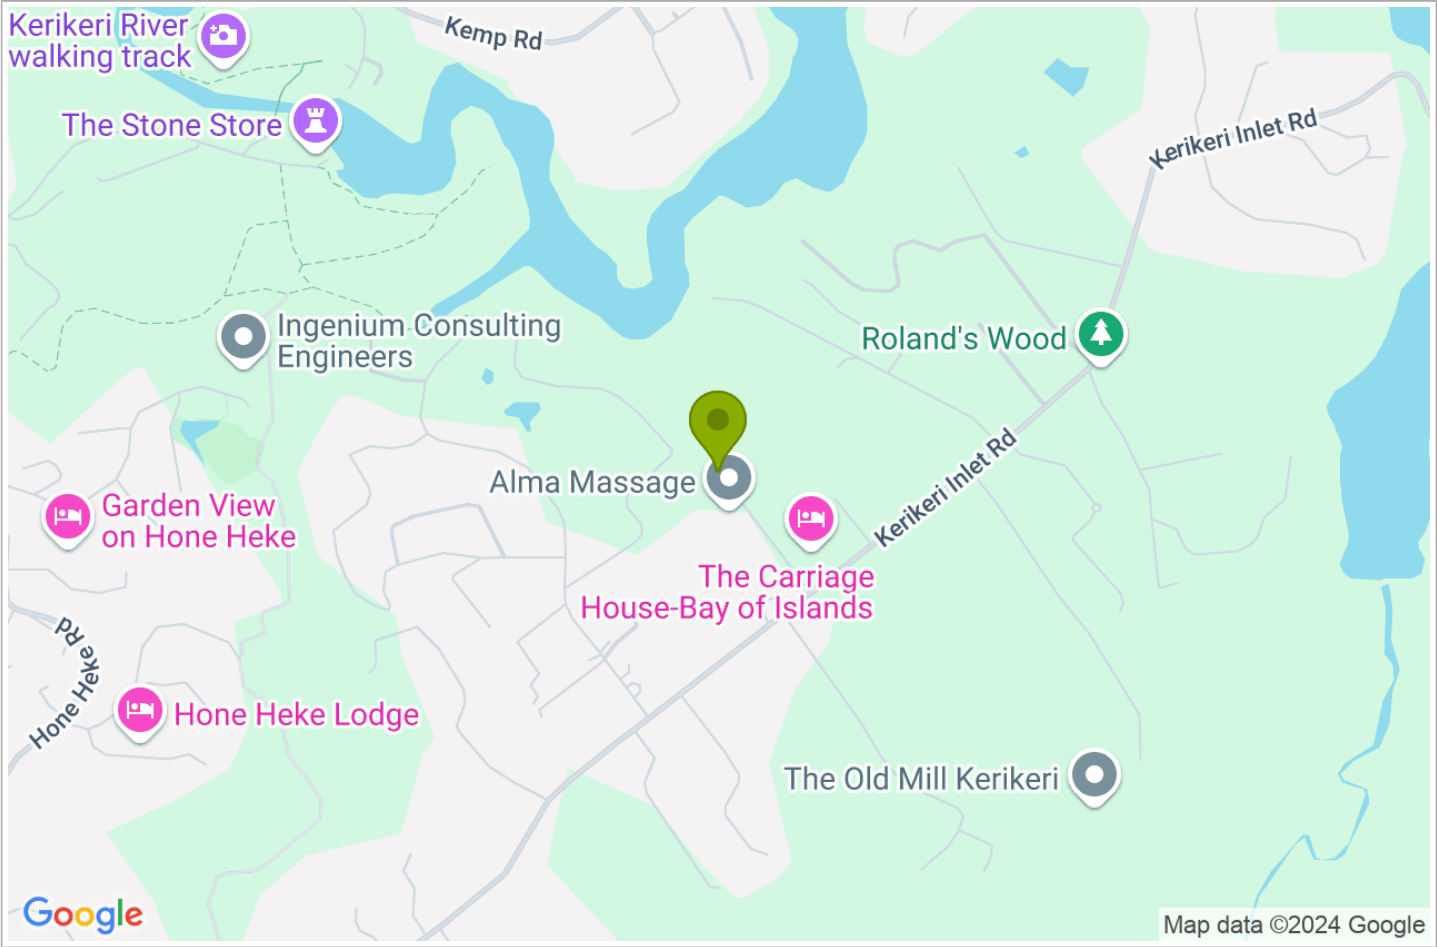 Kerikeri River
walking track
Kemp Rd
The Stone Store
Kerikeri Inlet Rd
Ingenium Consulting
Engineers
Roland's Wood
Alma Massage
Kerikeri Inlet Rd
Garden View
on Hone Heke
The Carriage
House-Bay of Islands
Hone Heke Rd
Hone Heke Lodge
The Old Mill Kerikeri
Google
Map data ©2024 Google